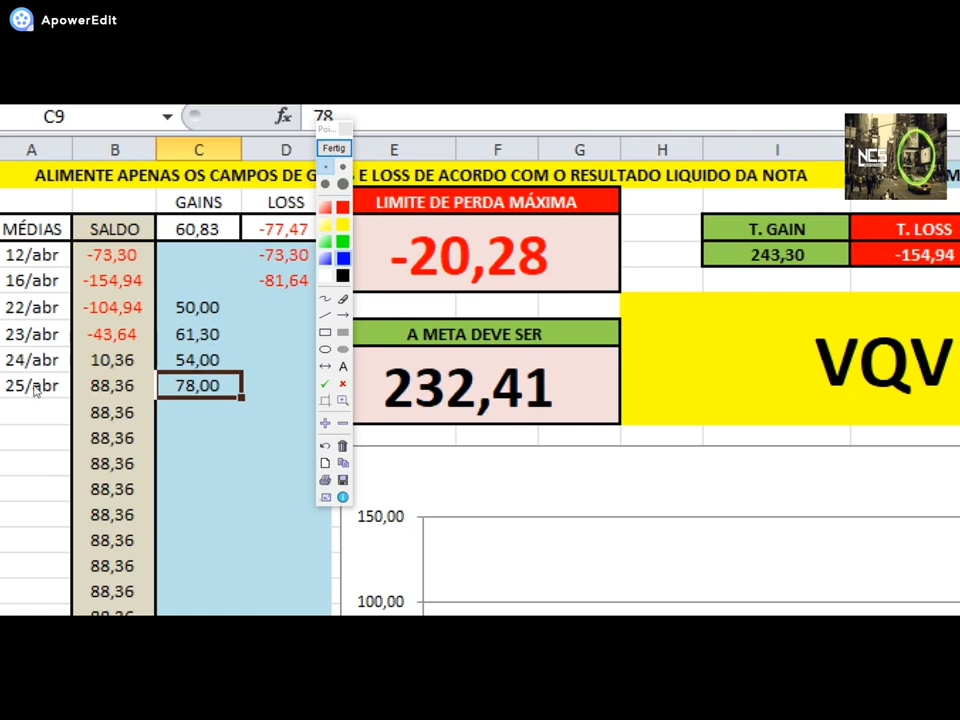 ApowerEdit
C9 fx 78
Poi...
Fertig
A B C D E F G H I
ALIMENTE APENAS OS CAMPOS DE G S E LOSS DE ACORDO COM O RESULTADO LIQUIDO DA NOTA M
NCS
GAINS LOSS LIMITE DE PERDA MÁXIMA
MÉDIAS SALDO 60,83 -77,47 T. GAIN T. LOSS
12/abr -73,30 -73,30 -20,28 243,30 -154,94
16/abr -154,94 -81,64
22/abr -104,94 50,00
23/abr -43,64 61,30 A META DEVE SER
24/abr 10,36 54,00 VQV
25/abr 88,36 78,00 232,41
88,36
88,36
88,36
88,36
88,36
150,00
88,36
88,36
88,36
100,00